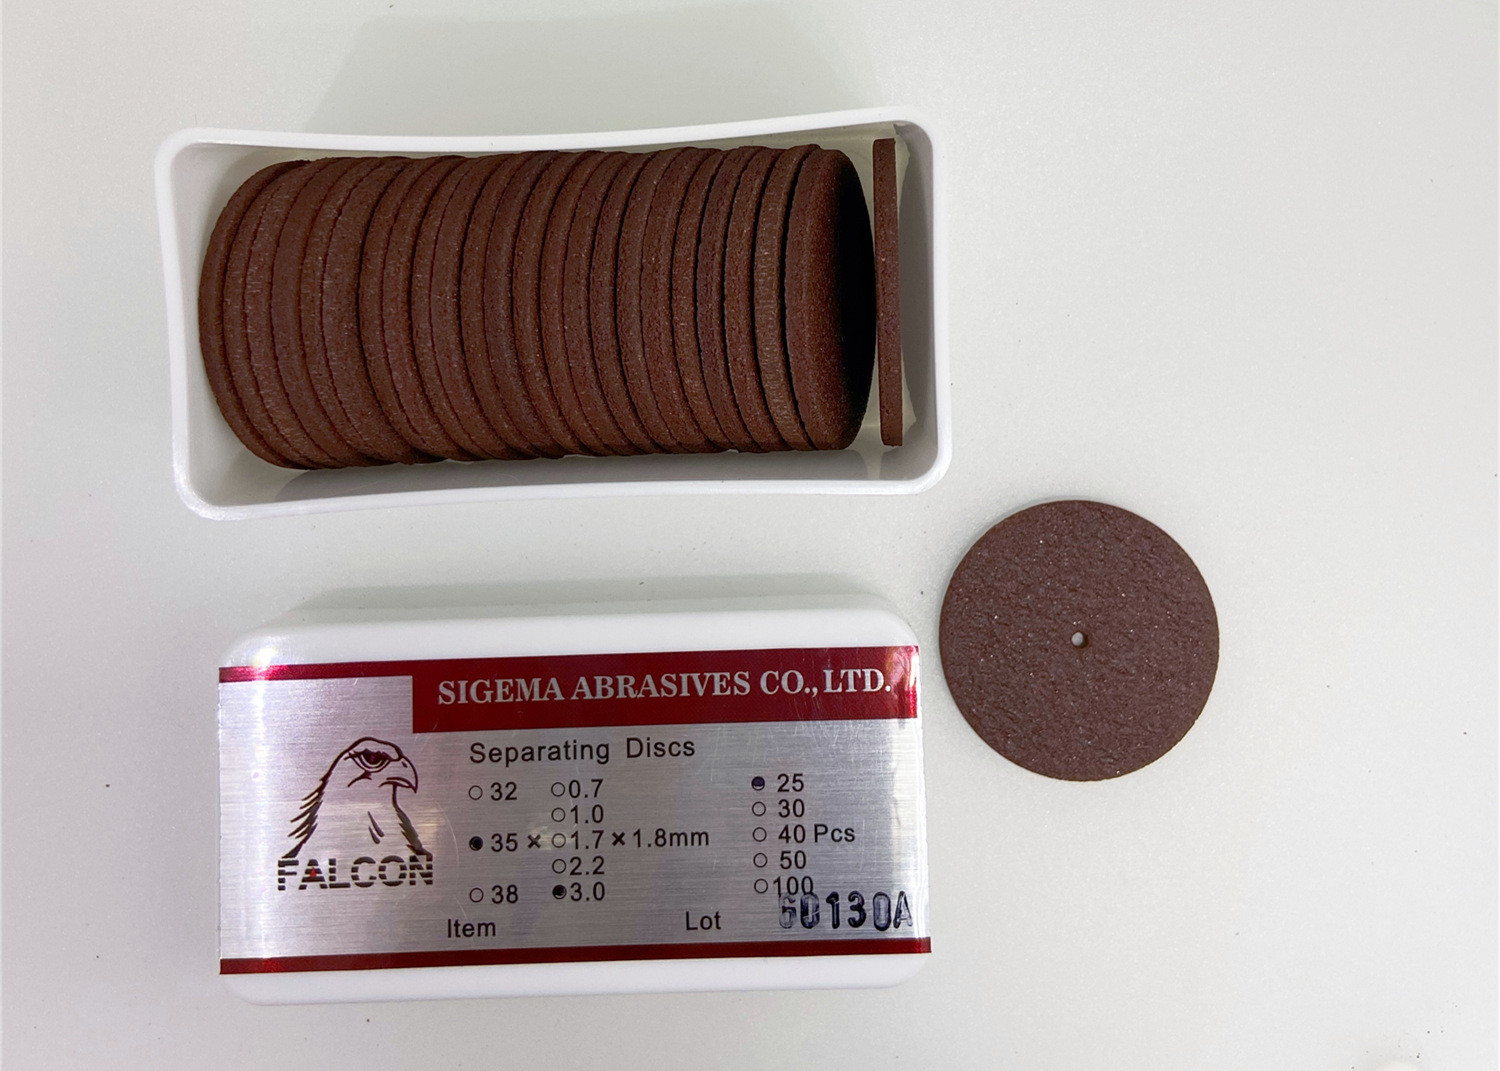 SIGEMA ABRASIVES CO., LTD.
FALCON
Separating Discs
○ 32 ○0.7 ● 25
○1.0 ○ 30
● 35 × ○1.7 × 1.8mm ○ 40 Pcs
○2.2 ○ 50
○ 38 ●3.0 ○100
Item Lot 60130A